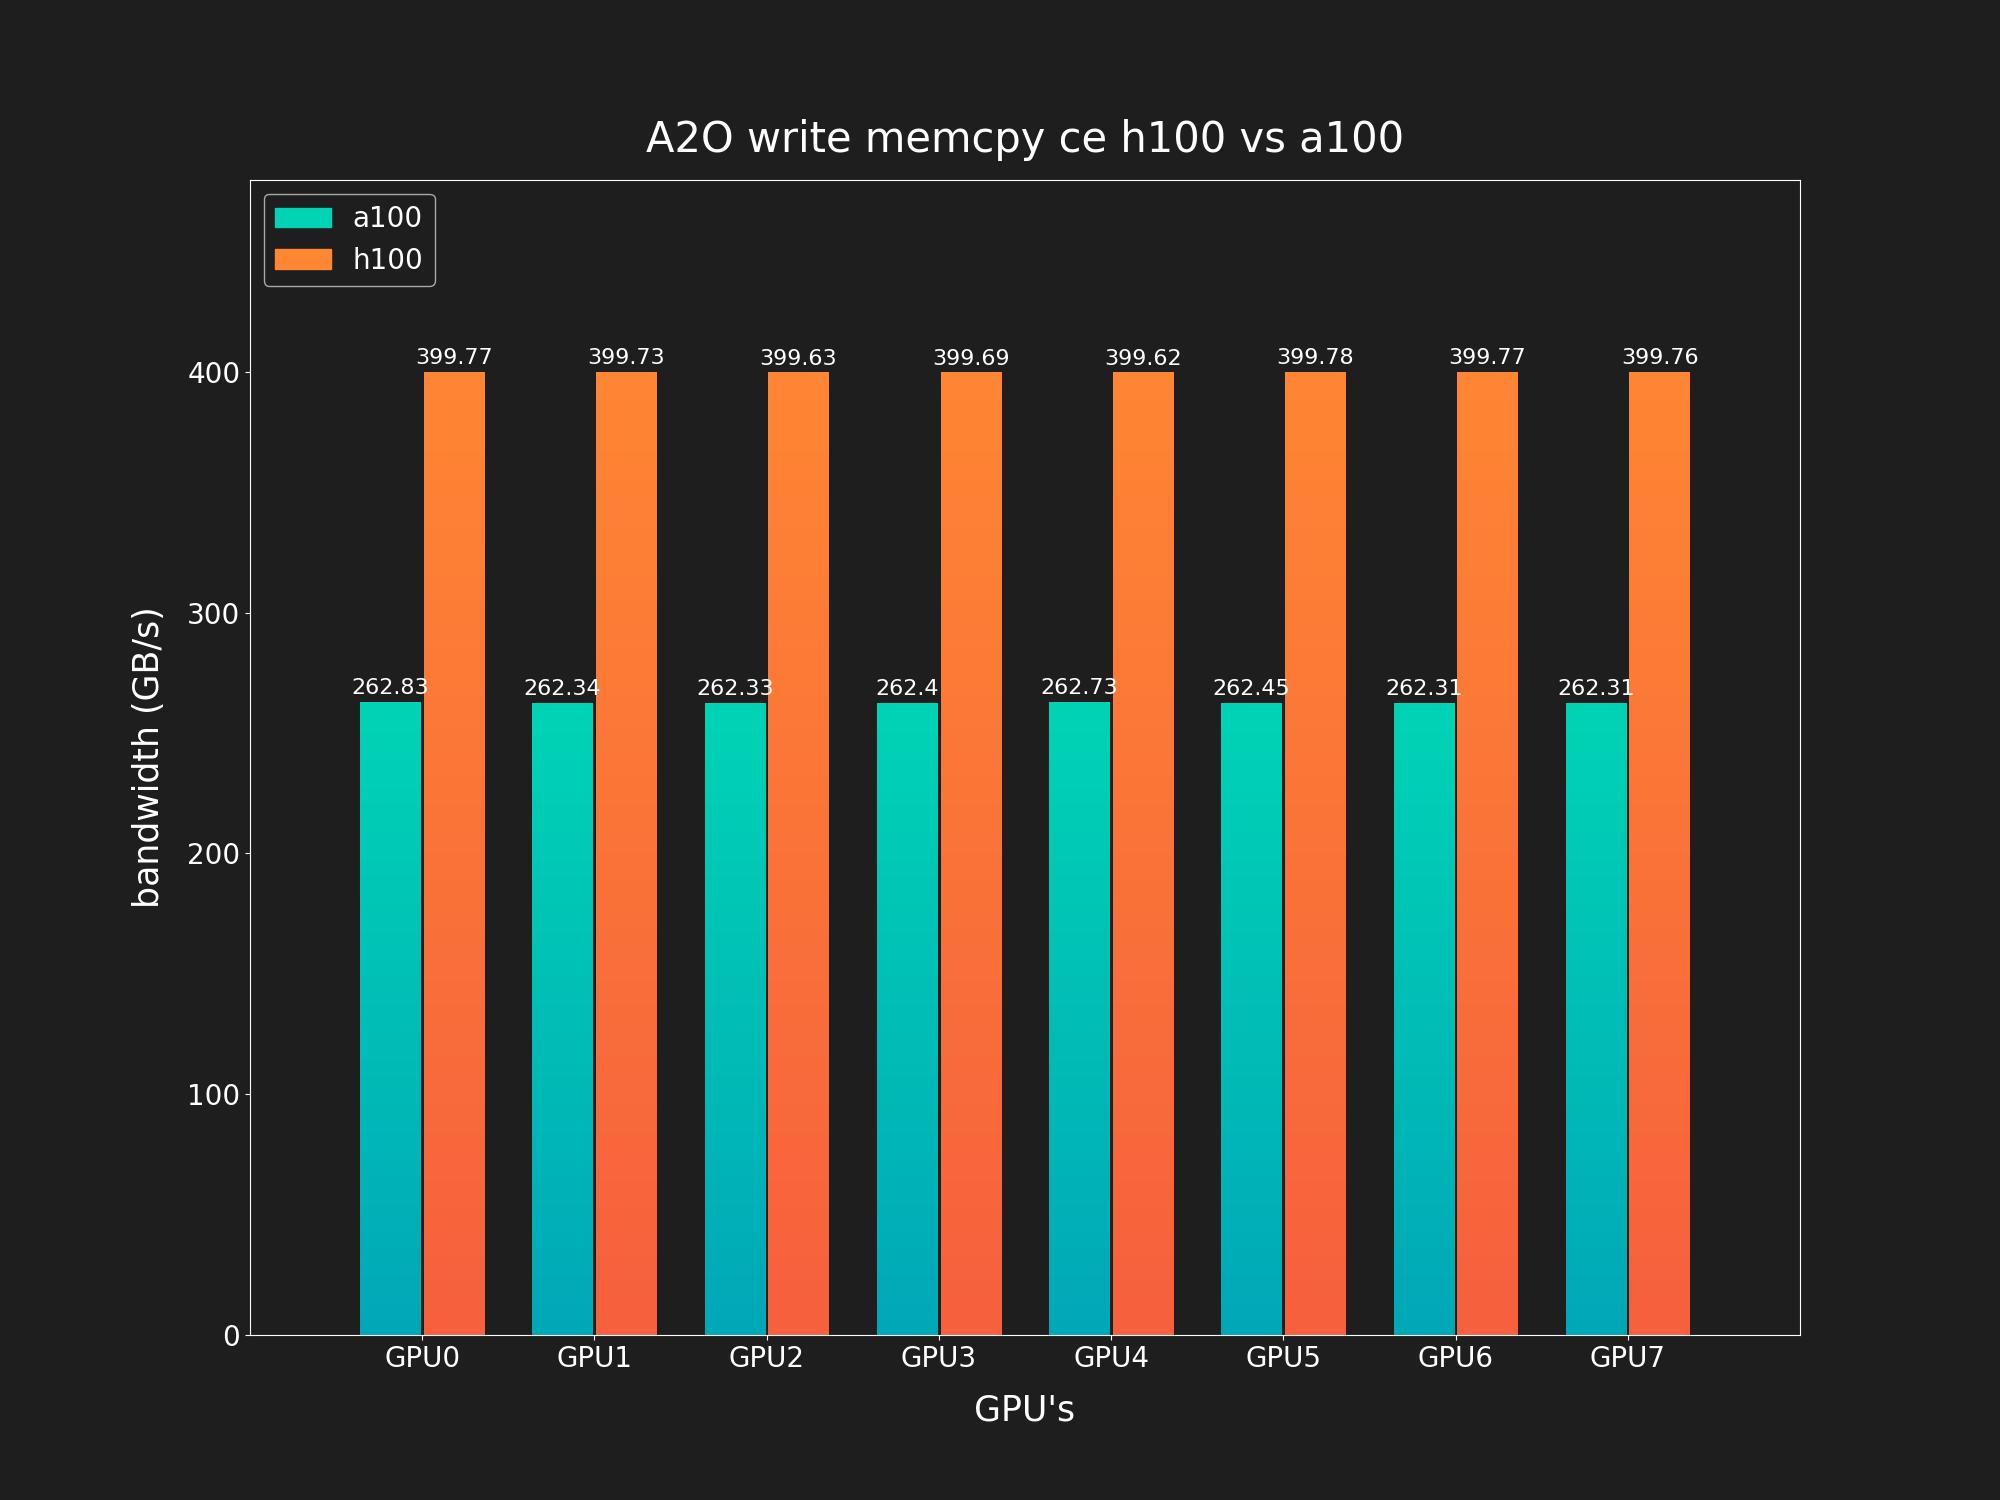 A2O write memcpy ce h100 vs a100
a100
h100
399.77 399.73 399.63 399.69 399.62 399.78 399.77 399.76
400
300
262.83 262.34 262.33 262.4 262.73 262.45 262.31 262.31
200
100
0
bandwidth (GB/s)
GPU0 GPU1 GPU2 GPU3 GPU4 GPU5 GPU6 GPU7
GPU's